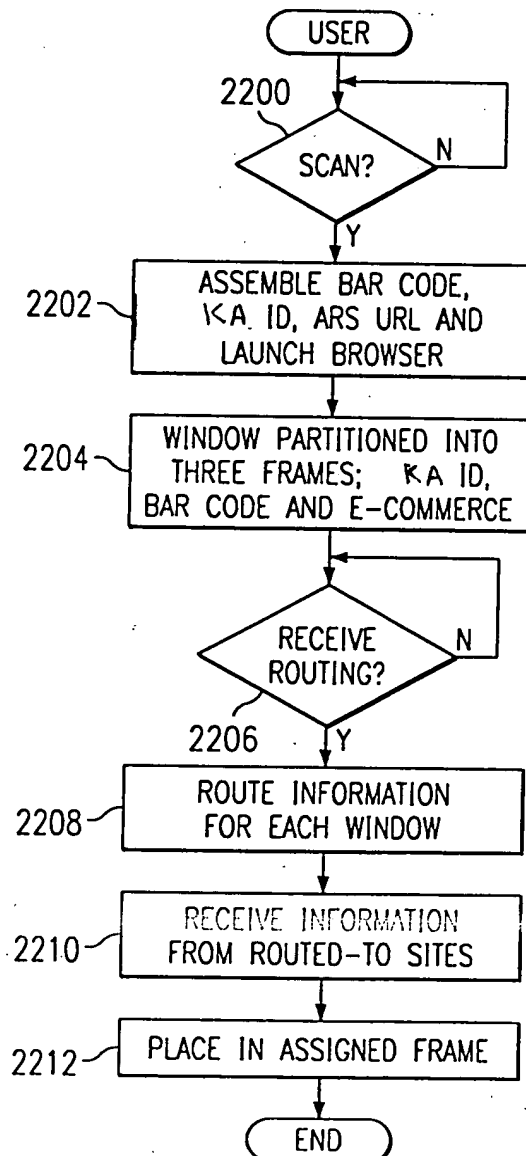 USER
2200
SCAN?
N
Y
2202
ASSEMBLE BAR CODE,
KA ID, ARS URL AND
LAUNCH BROWSER
2204
WINDOW PARTITIONED INTO
THREE FRAMES; KA ID,
BAR CODE AND E-COMMERCE
RECEIVE
ROUTING?
N
2206
Y
2208
ROUTE INFORMATION
FOR EACH WINDOW
2210
RECEIVE INFORMATION
FROM ROUTED-TO SITES
2212
PLACE IN ASSIGNED FRAME
END